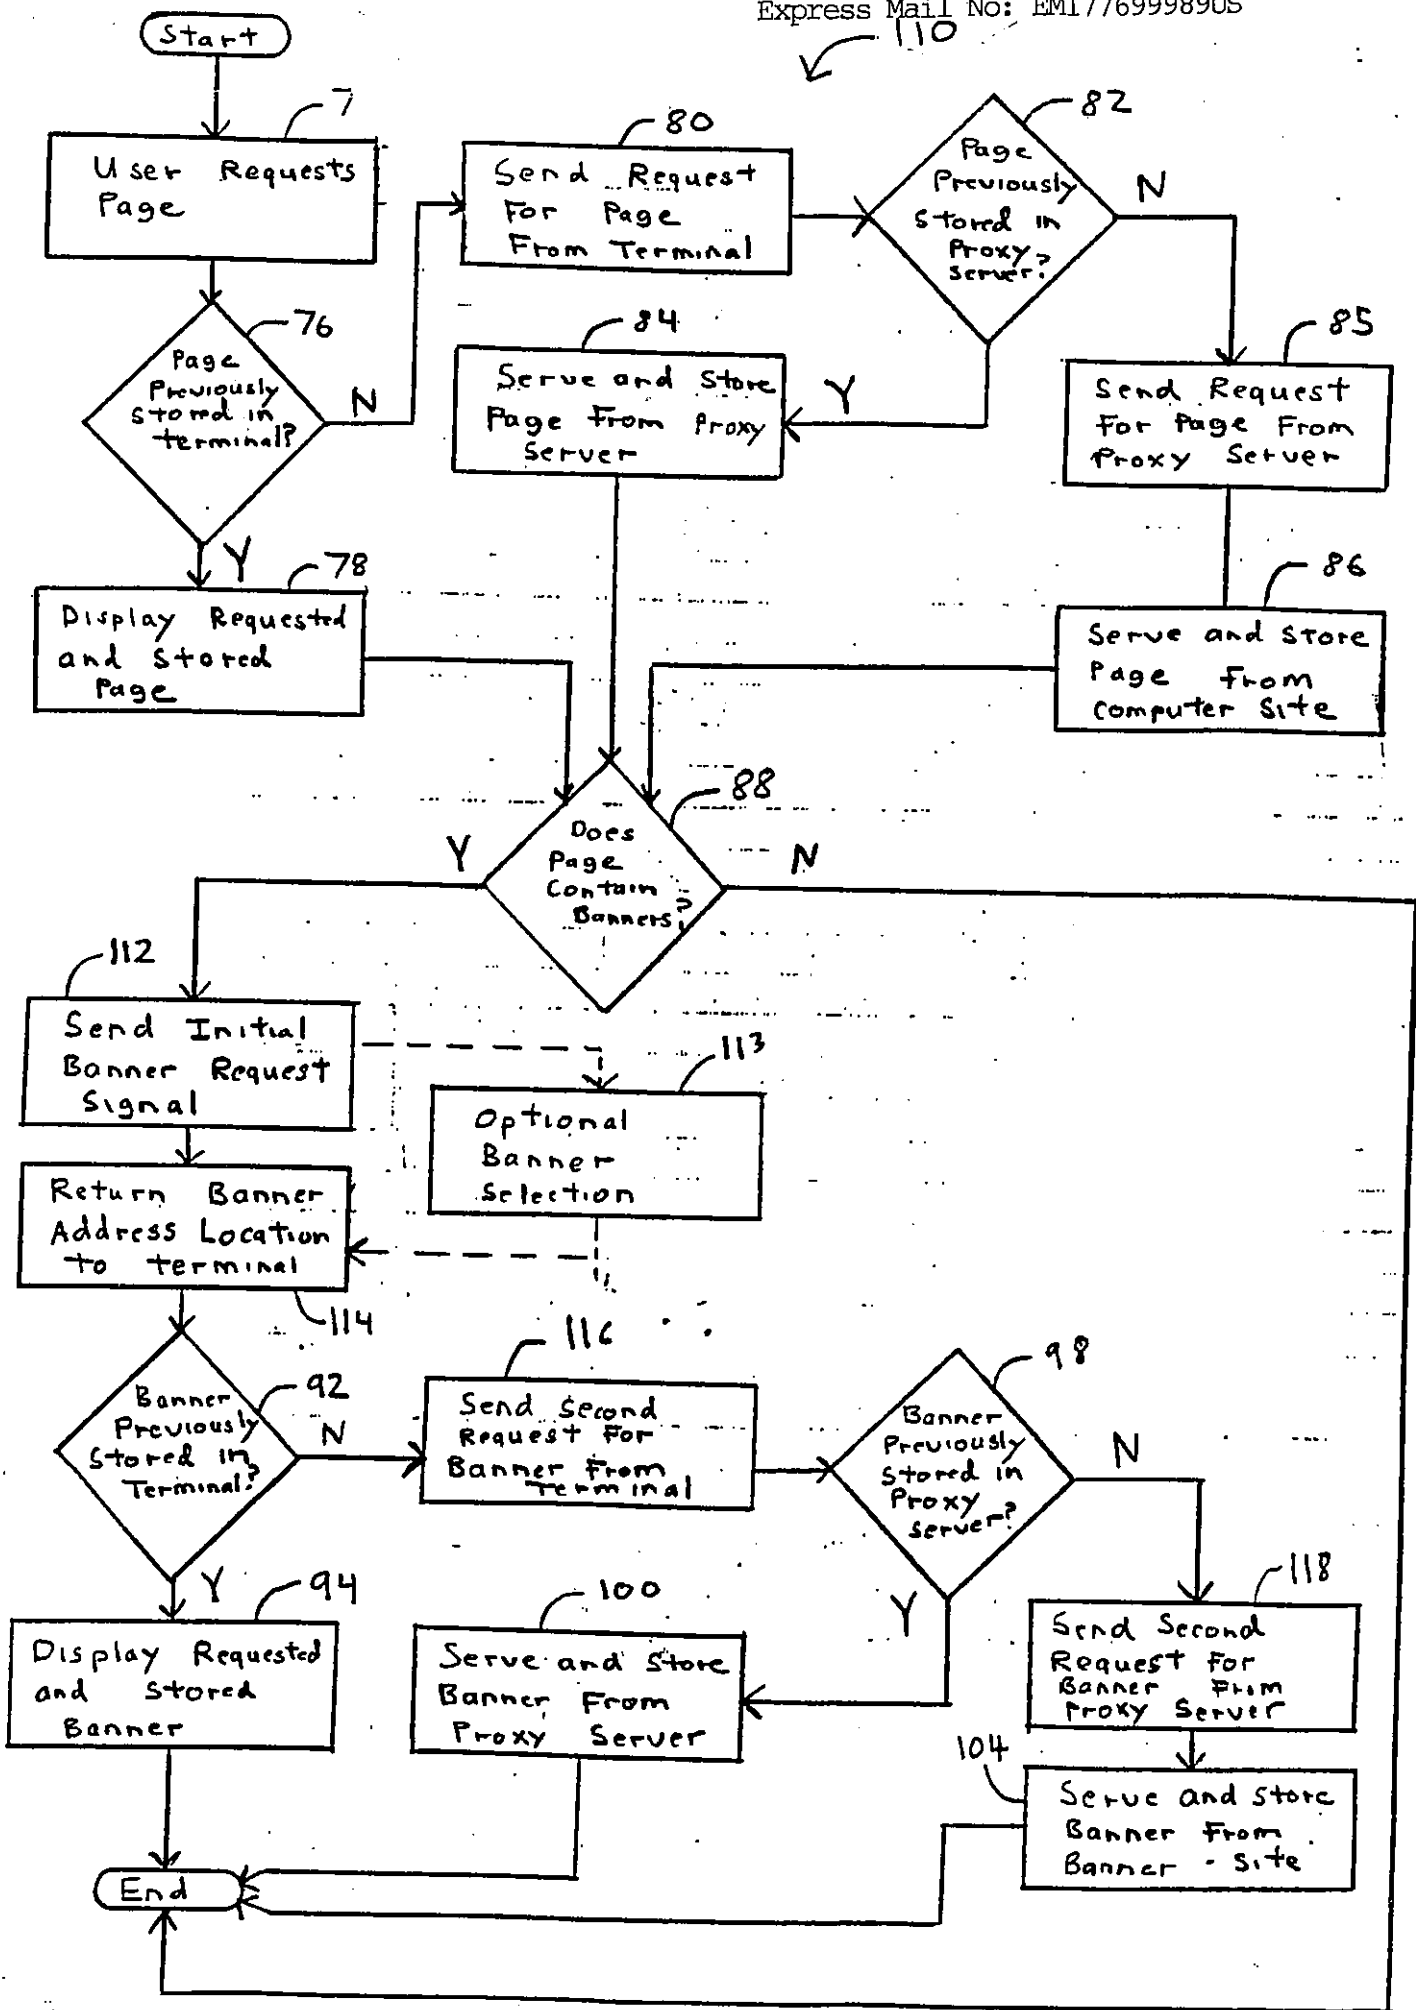 Express Mail No: EM177699989US
110
Start
7
User Requests
Page
80
Send Request
For Page
From Terminal
82
Page
Previously
Stored in
Proxy
Server?
N
76
Page
Previously
Stored in
terminal?
N
Y
84
Serve and Store
Page From Proxy
Server
Y
85
Send Request
For Page From
Proxy Server
78
Display Requested
and Stored
Page
86
Serve and Store
Page From
Computer Site
88
Does
Page
Contain
Banners?
Y
N
112
Send Initial
Banner Request
Signal
113
Optional
Banner
Selection
Return Banner
Address Location
to terminal
114
92
Banner
Previously
Stored in
Terminal?
N
Y
116
Send Second
Request For
Banner From
Terminal
98
Banner
Previously
Stored in
Proxy
Server?
N
Y
94
Display Requested
and Stored
Banner
100
Serve and Store
Banner From
Proxy Server
118
Send Second
Request For
Banner From
Proxy Server
104
Serve and Store
Banner From
Banner - Site
End